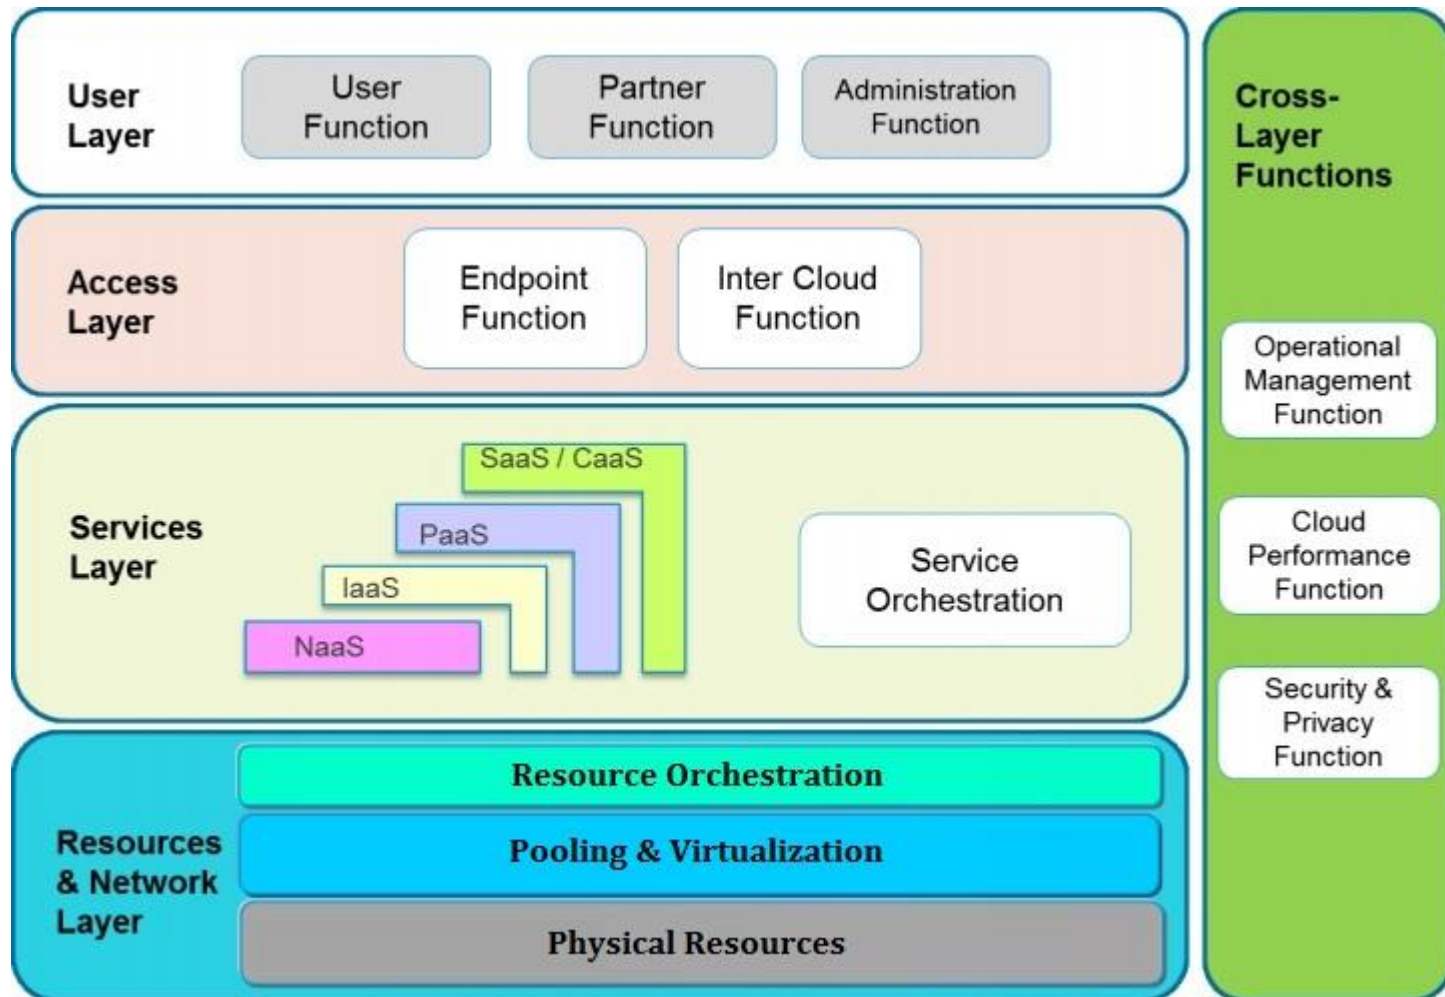 User
Layer
User
Function
Partner
Function
Administration
Function
Access
Layer
Endpoint
Function
Inter Cloud
Function
Services
Layer
SaaS / CaaS
PaaS
IaaS
NaaS
Service
Orchestration
Resources
& Network
Layer
Resource Orchestration
Pooling & Virtualization
Physical Resources
Cross-
Layer
Functions
Operational
Management
Function
Cloud
Performance
Function
Security &
Privacy
Function